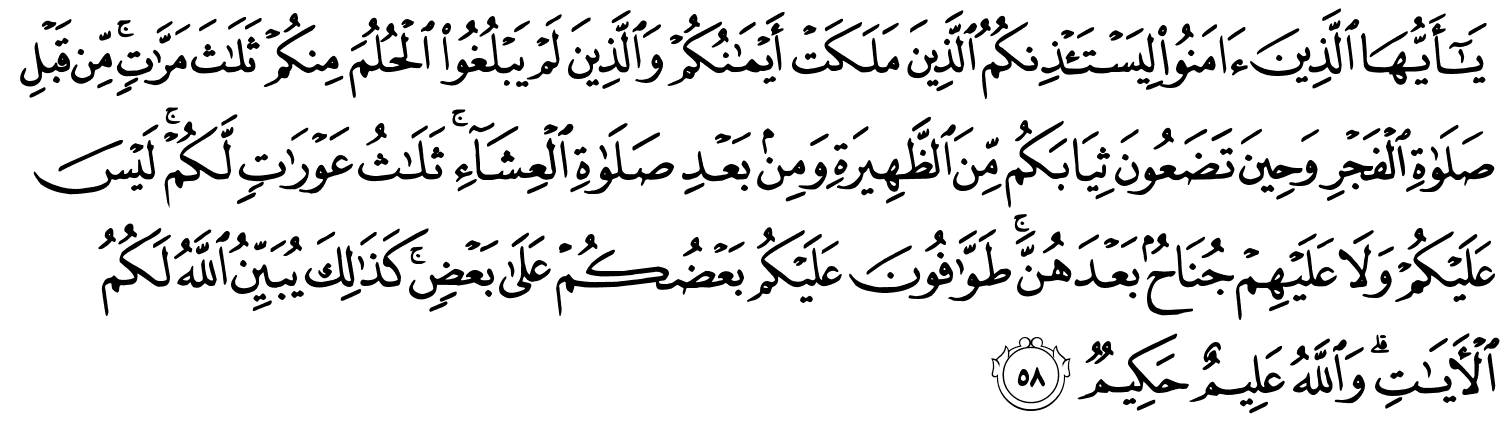 يَـٰٓأَيُّهَا ٱلَّذِينَ ءَامَنُوا۟ لِيَسْتَـْٔذِنكُمُ ٱلَّذِينَ مَلَكَتْ أَيْمَـٰنُكُمْ وَٱلَّذِينَ لَمْ يَبْلُغُوا۟ ٱلْحُلُمَ مِنكُمْ ثَلَـٰثَ مَرَّٰتٍ ۚ مِّن قَبْلِ
صَلَوٰةِ ٱلْفَجْرِ وَحِينَ تَضَعُونَ ثِيَابَكُم مِّنَ ٱلظَّهِيرَةِ وَمِنۢ بَعْدِ صَلَوٰةِ ٱلْعِشَآءِ ۚ ثَلَـٰثُ عَوْرَٰتٍ لَّكُمْ ۚ لَيْسَ
عَلَيْكُمْ وَلَا عَلَيْهِمْ جُنَاحٌۢ بَعْدَهُنَّ ۚ طَوَّٰفُونَ عَلَيْكُم بَعْضُكُمْ عَلَىٰ بَعْضٍ ۚ كَذَٰلِكَ يُبَيِّنُ ٱللَّهُ لَكُمُ
ٱلْـَٔايَـٰتِ ۗ وَٱللَّهُ عَلِيمٌ حَكِيمٌ ٥٨